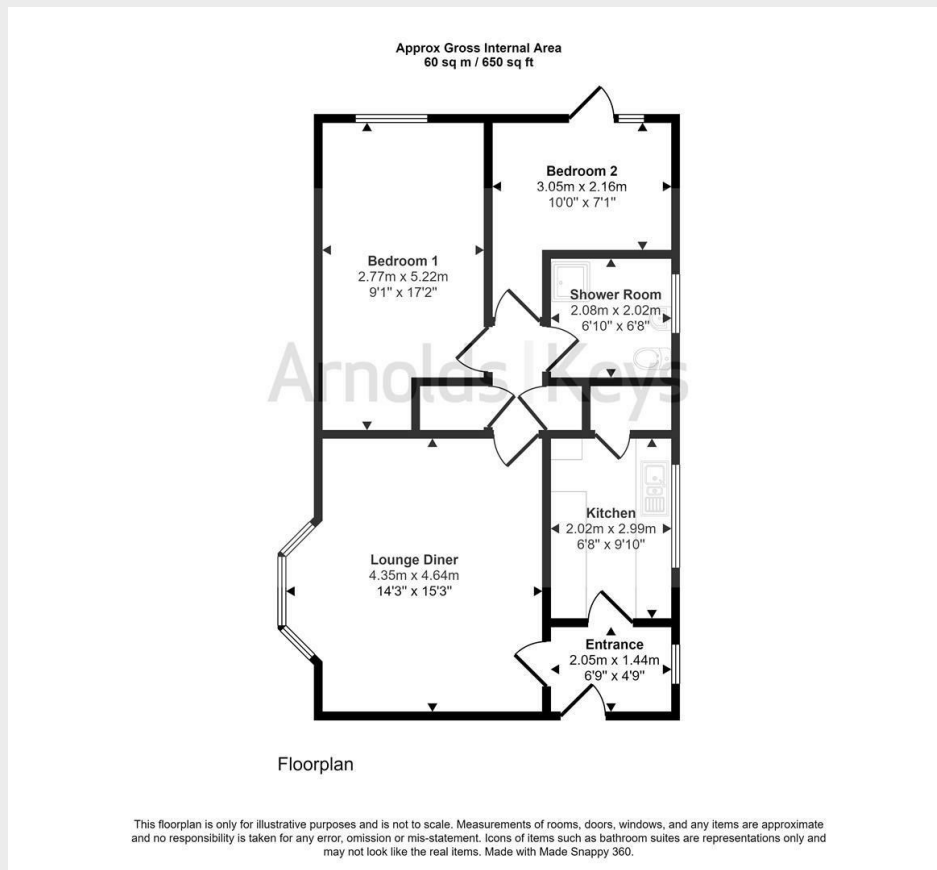 Approx Gross Internal Area
60 sq m / 650 sq ft
Bedroom 2
3.05m x 2.16m
10'0" x 7'1"
Bedroom 1
2.77m x 5.22m
9'1" x 17'2"
Shower Room
2.08m x 2.02m
6'10" x 6'8"
Arnolds | Keys
Kitchen
2.02m x 2.99m
6'8" x 9'10"
Lounge Diner
4.35m x 4.64m
14'3" x 15'3"
Entrance
2.05m x 1.44m
6'9" x 4'9"
Floorplan
This floorplan is only for illustrative purposes and is not to scale. Measurements of rooms, doors, windows, and any items are approximate
and no responsibility is taken for any error, omission or mis-statement. Icons of items such as bathroom suites are representations only and
may not look like the real items. Made with Made Snappy 360.